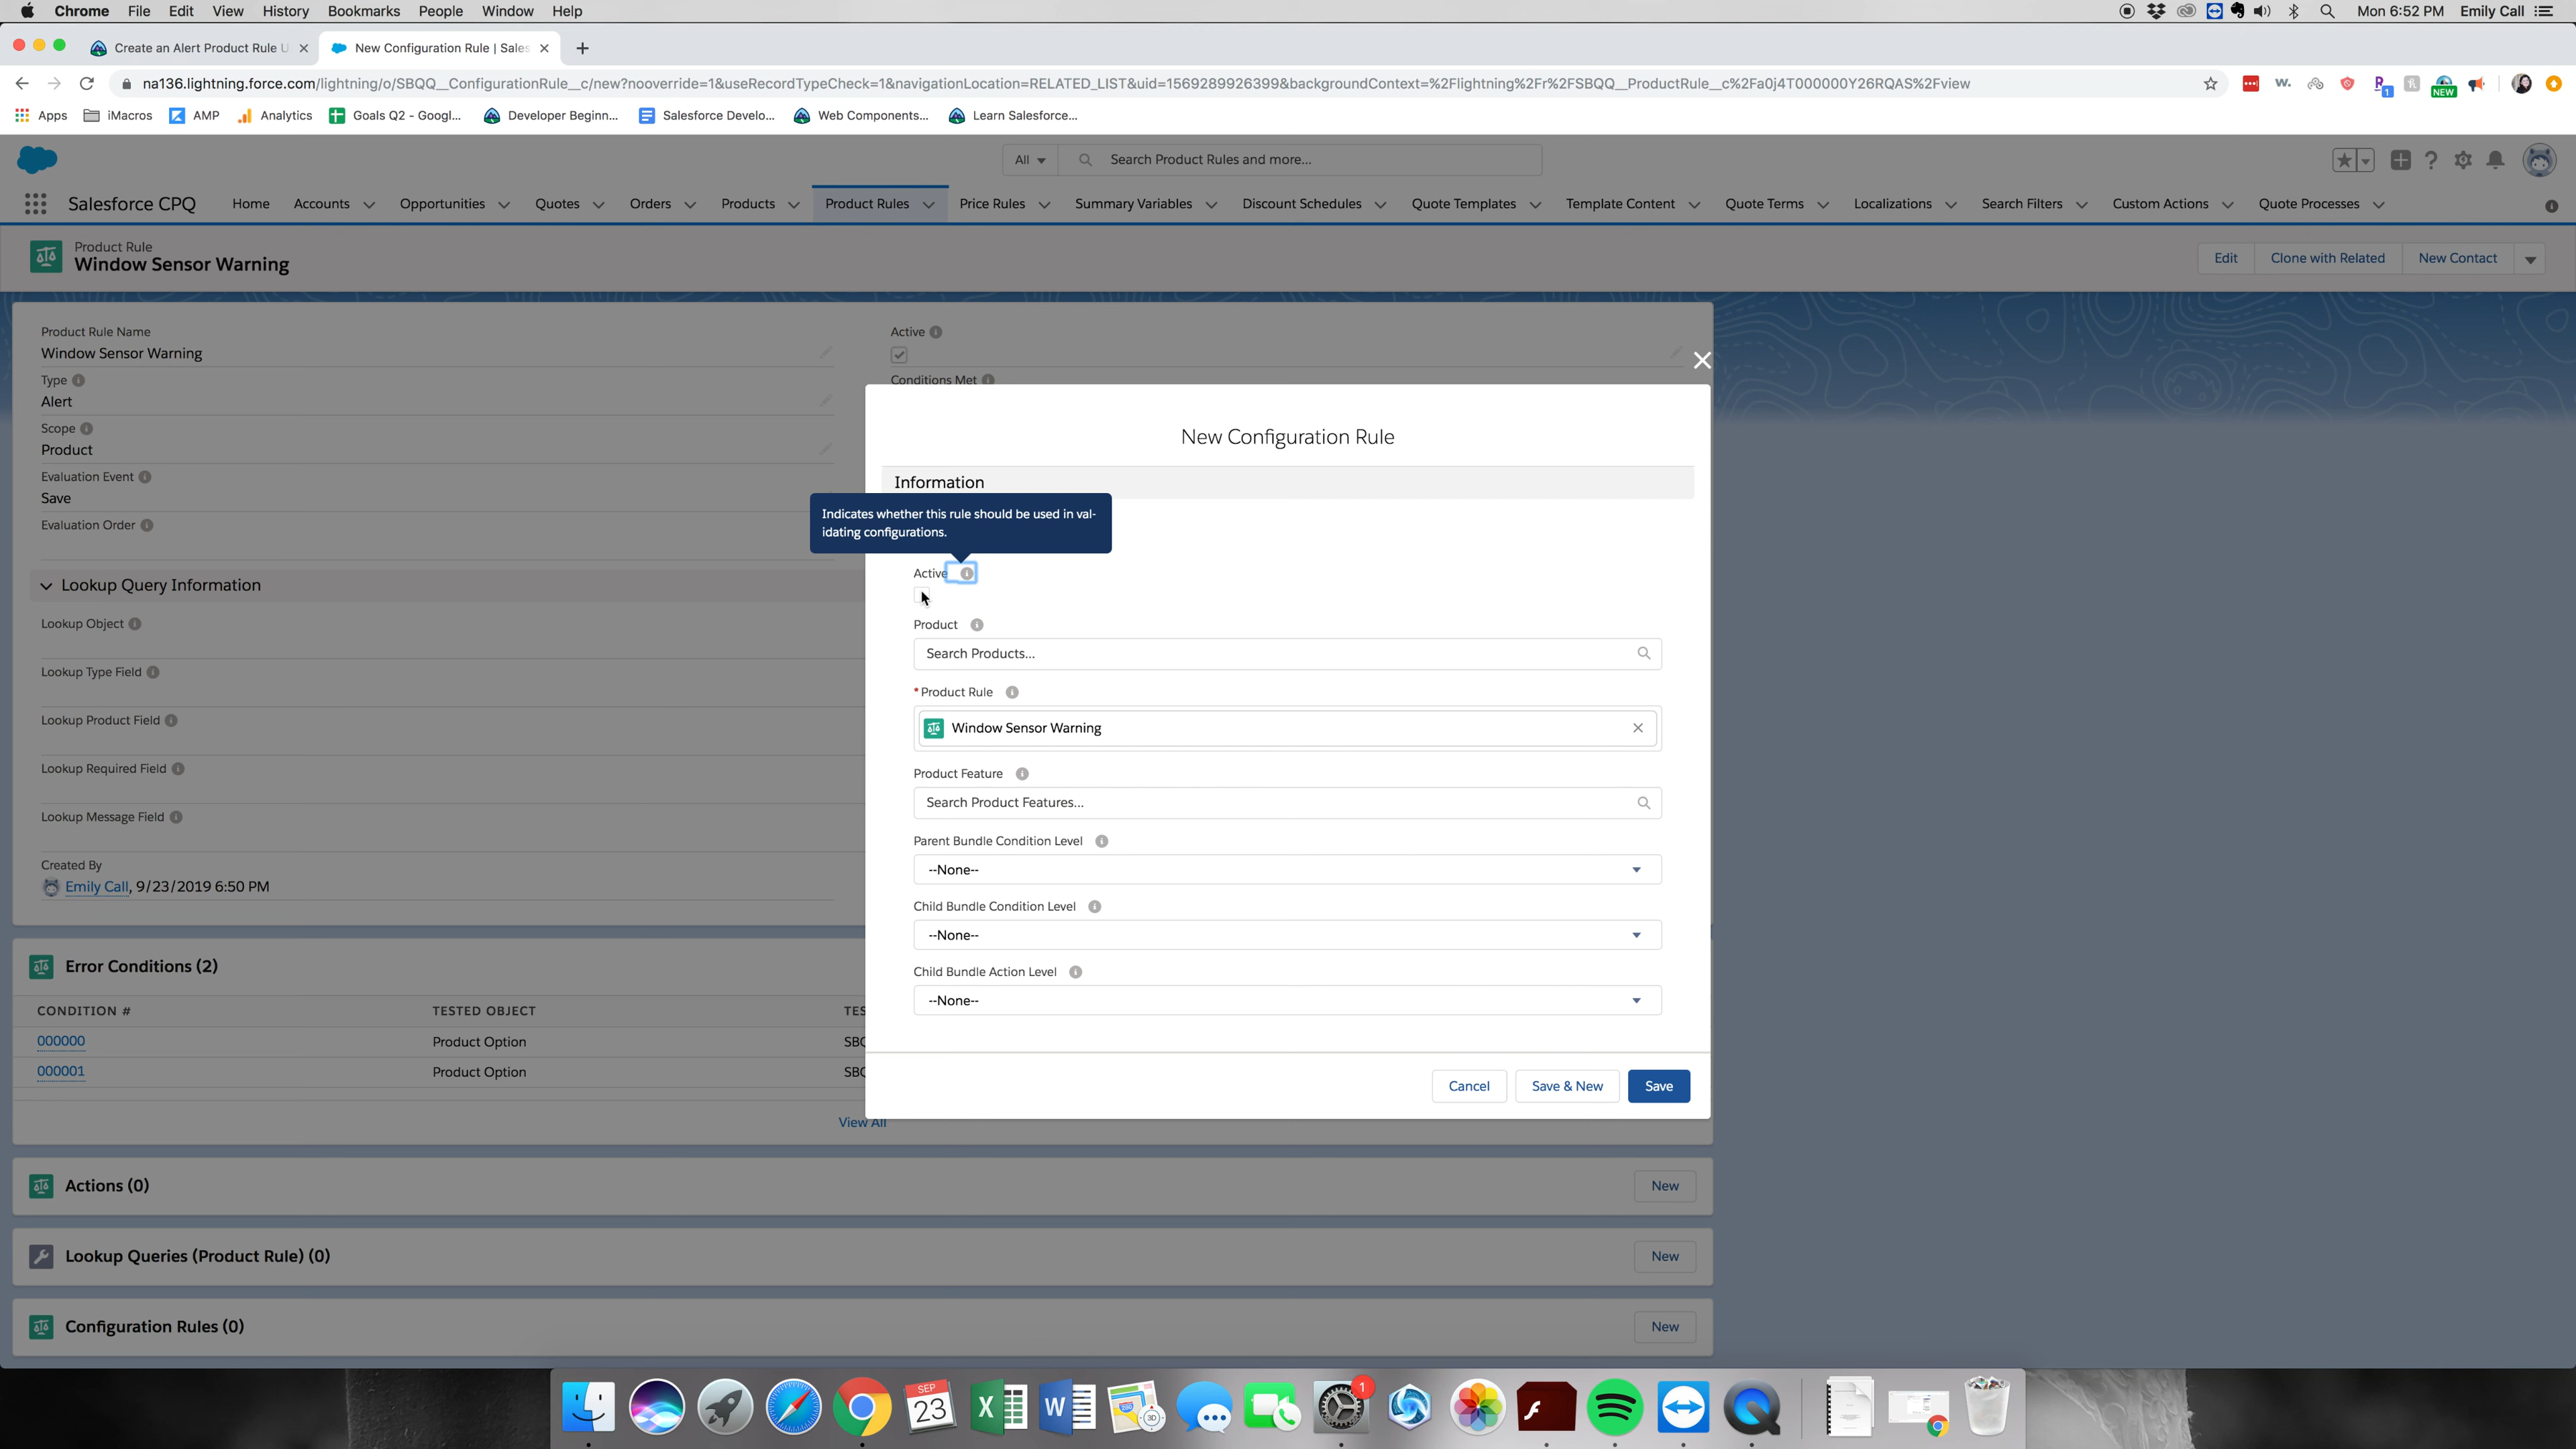 Chrome File Edit View History Bookmarks People Window Help Mon 6:52 PM Emily Call
Create an Alert Product Rule U New Configuration Rule | Sales
na136.lightning.force.com/lightning/o/SBQQ__ConfigurationRule__c/new?nooverride=1&useRecordTypeCheck=1&navigationLocation=RELATED_LIST&uid=1569289926399&backgroundContext=%2Flightning%2Fr%2FSBQQ__ProductRule__c%2Fa0j4T000000Y26RQAS%2Fview
Apps iMacros AMP Analytics Goals Q2 - Googl... Developer Beginn... Salesforce Develo... Web Components... Learn Salesforce...
NEW
1
All Search Product Rules and more...
Salesforce CPQ Home Accounts Opportunities Quotes Orders Products Product Rules Price Rules Summary Variables Discount Schedules Quote Templates Template Content Quote Terms Localizations Search Filters Custom Actions Quote Processes
Product Rule
Window Sensor Warning
Edit Clone with Related New Contact
Product Rule Name
Window Sensor Warning
Type
Alert
Scope
Product
Evaluation Event
Save
Evaluation Order
Lookup Query Information
Lookup Object
Lookup Type Field
Lookup Product Field
Lookup Required Field
Lookup Message Field
Created By
Emily Call, 9/23/2019 6:50 PM
Active
Conditions Met
New Configuration Rule
Information
Indicates whether this rule should be used in val-
idating configurations.
Active
Product
Search Products...
* Product Rule
Window Sensor Warning
Product Feature
Search Product Features...
Parent Bundle Condition Level
--None--
Child Bundle Condition Level
--None--
Child Bundle Action Level
--None--
Cancel Save & New Save
Error Conditions (2)
CONDITION # TESTED OBJECT TES
000000 Product Option SBQ
000001 Product Option SBQ
View All
Actions (0) New
Lookup Queries (Product Rule) (0) New
Configuration Rules (0) New
SEP
23
3D
1